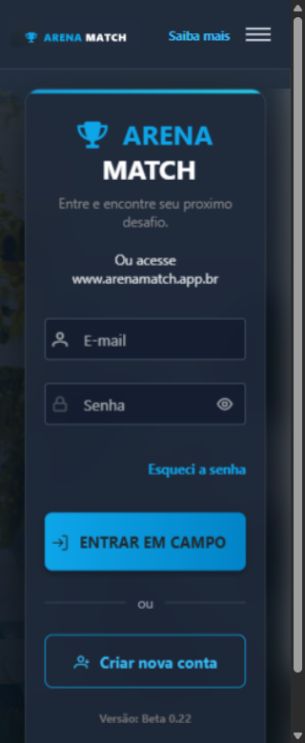 ARENA MATCH
Saiba mais
ARENA
MATCH
Entre e encontre seu proximo
desafio.
Ou acesse
www.arenamatch.app.br
E-mail
Senha
Esqueci a senha
ENTRAR EM CAMPO
ou
Criar nova conta
Versão: Beta 0.22